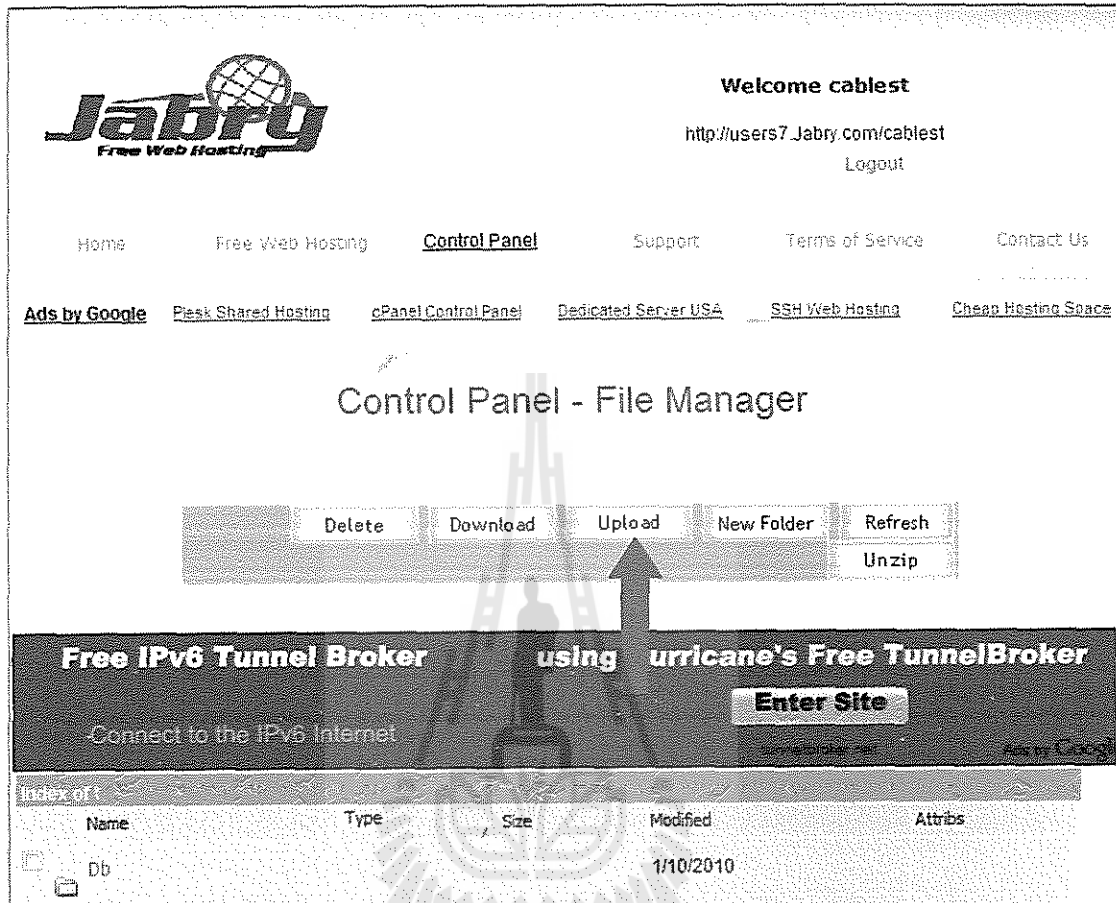 Jabry
Free Web Hosting
Welcome cablest
http://users7.Jabry.com/cablest
Logout
Home Free Web Hosting Control Panel Support Terms of Service Contact Us
Ads by Google Plesk Shared Hosting cPanel Control Panel Dedicated Server USA SSH Web Hosting Cheap Hosting Space
Control Panel - File Manager
Delete Download Upload New Folder Refresh
Unzip
Free IPv6 Tunnel Broker using urricane's Free TunnelBroker
Enter Site
-Connect to the IPv6 Internet
Ads by Googl
Index of \
Name Type Size Modified Attribs
Db 1/10/2010